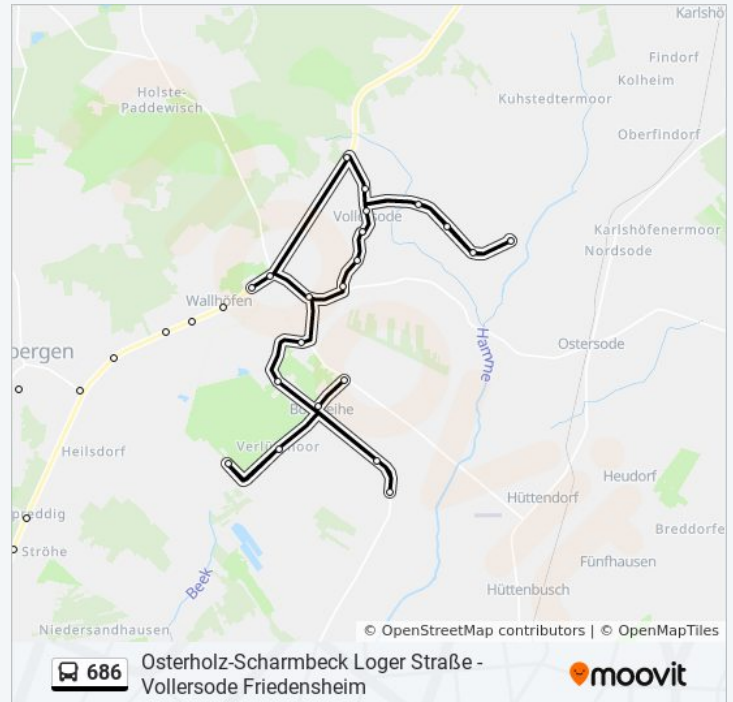 Karlshö
Findorf
Kolheim
Holste-
Paddewisch
Kuhstedtermoor
Oberfindorf
Vollersode
Karlshöfenermoor
Nordsode
Wallhöfen
Hamme
Ostersode
bergen
Heilsdorf
Verlüßmoor
Heudorf
Hüttendorf
preddig
Breddorfe
Ströhe
Fünfhausen
Beek
Hüttenbusch
Niedersandhausen
© OpenStreetMap contributors | © OpenMapTiles
686
Osterholz-Scharmbeck Loger Straße -
Vollersode Friedensheim
moovit